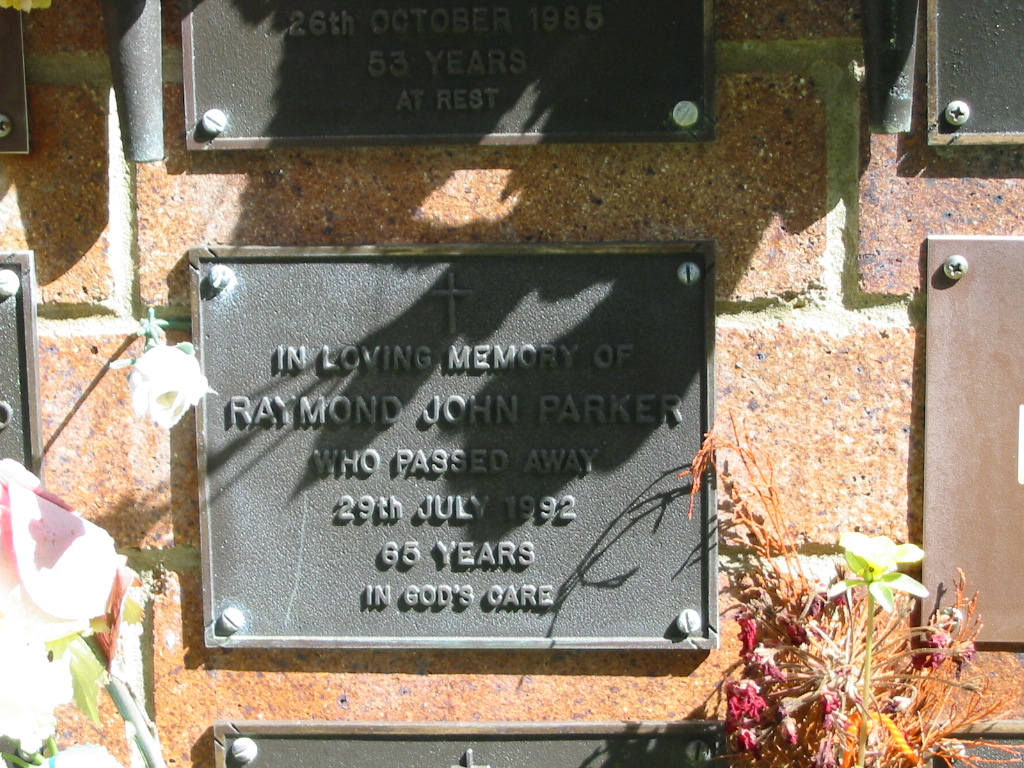 26th OCTOBER 1985
53 YEARS
AT REST
IN LOVING MEMORY OF
RAYMOND JOHN PARKER
WHO PASSED AWAY
29th JULY 1992
65 YEARS
IN GOD'S CARE